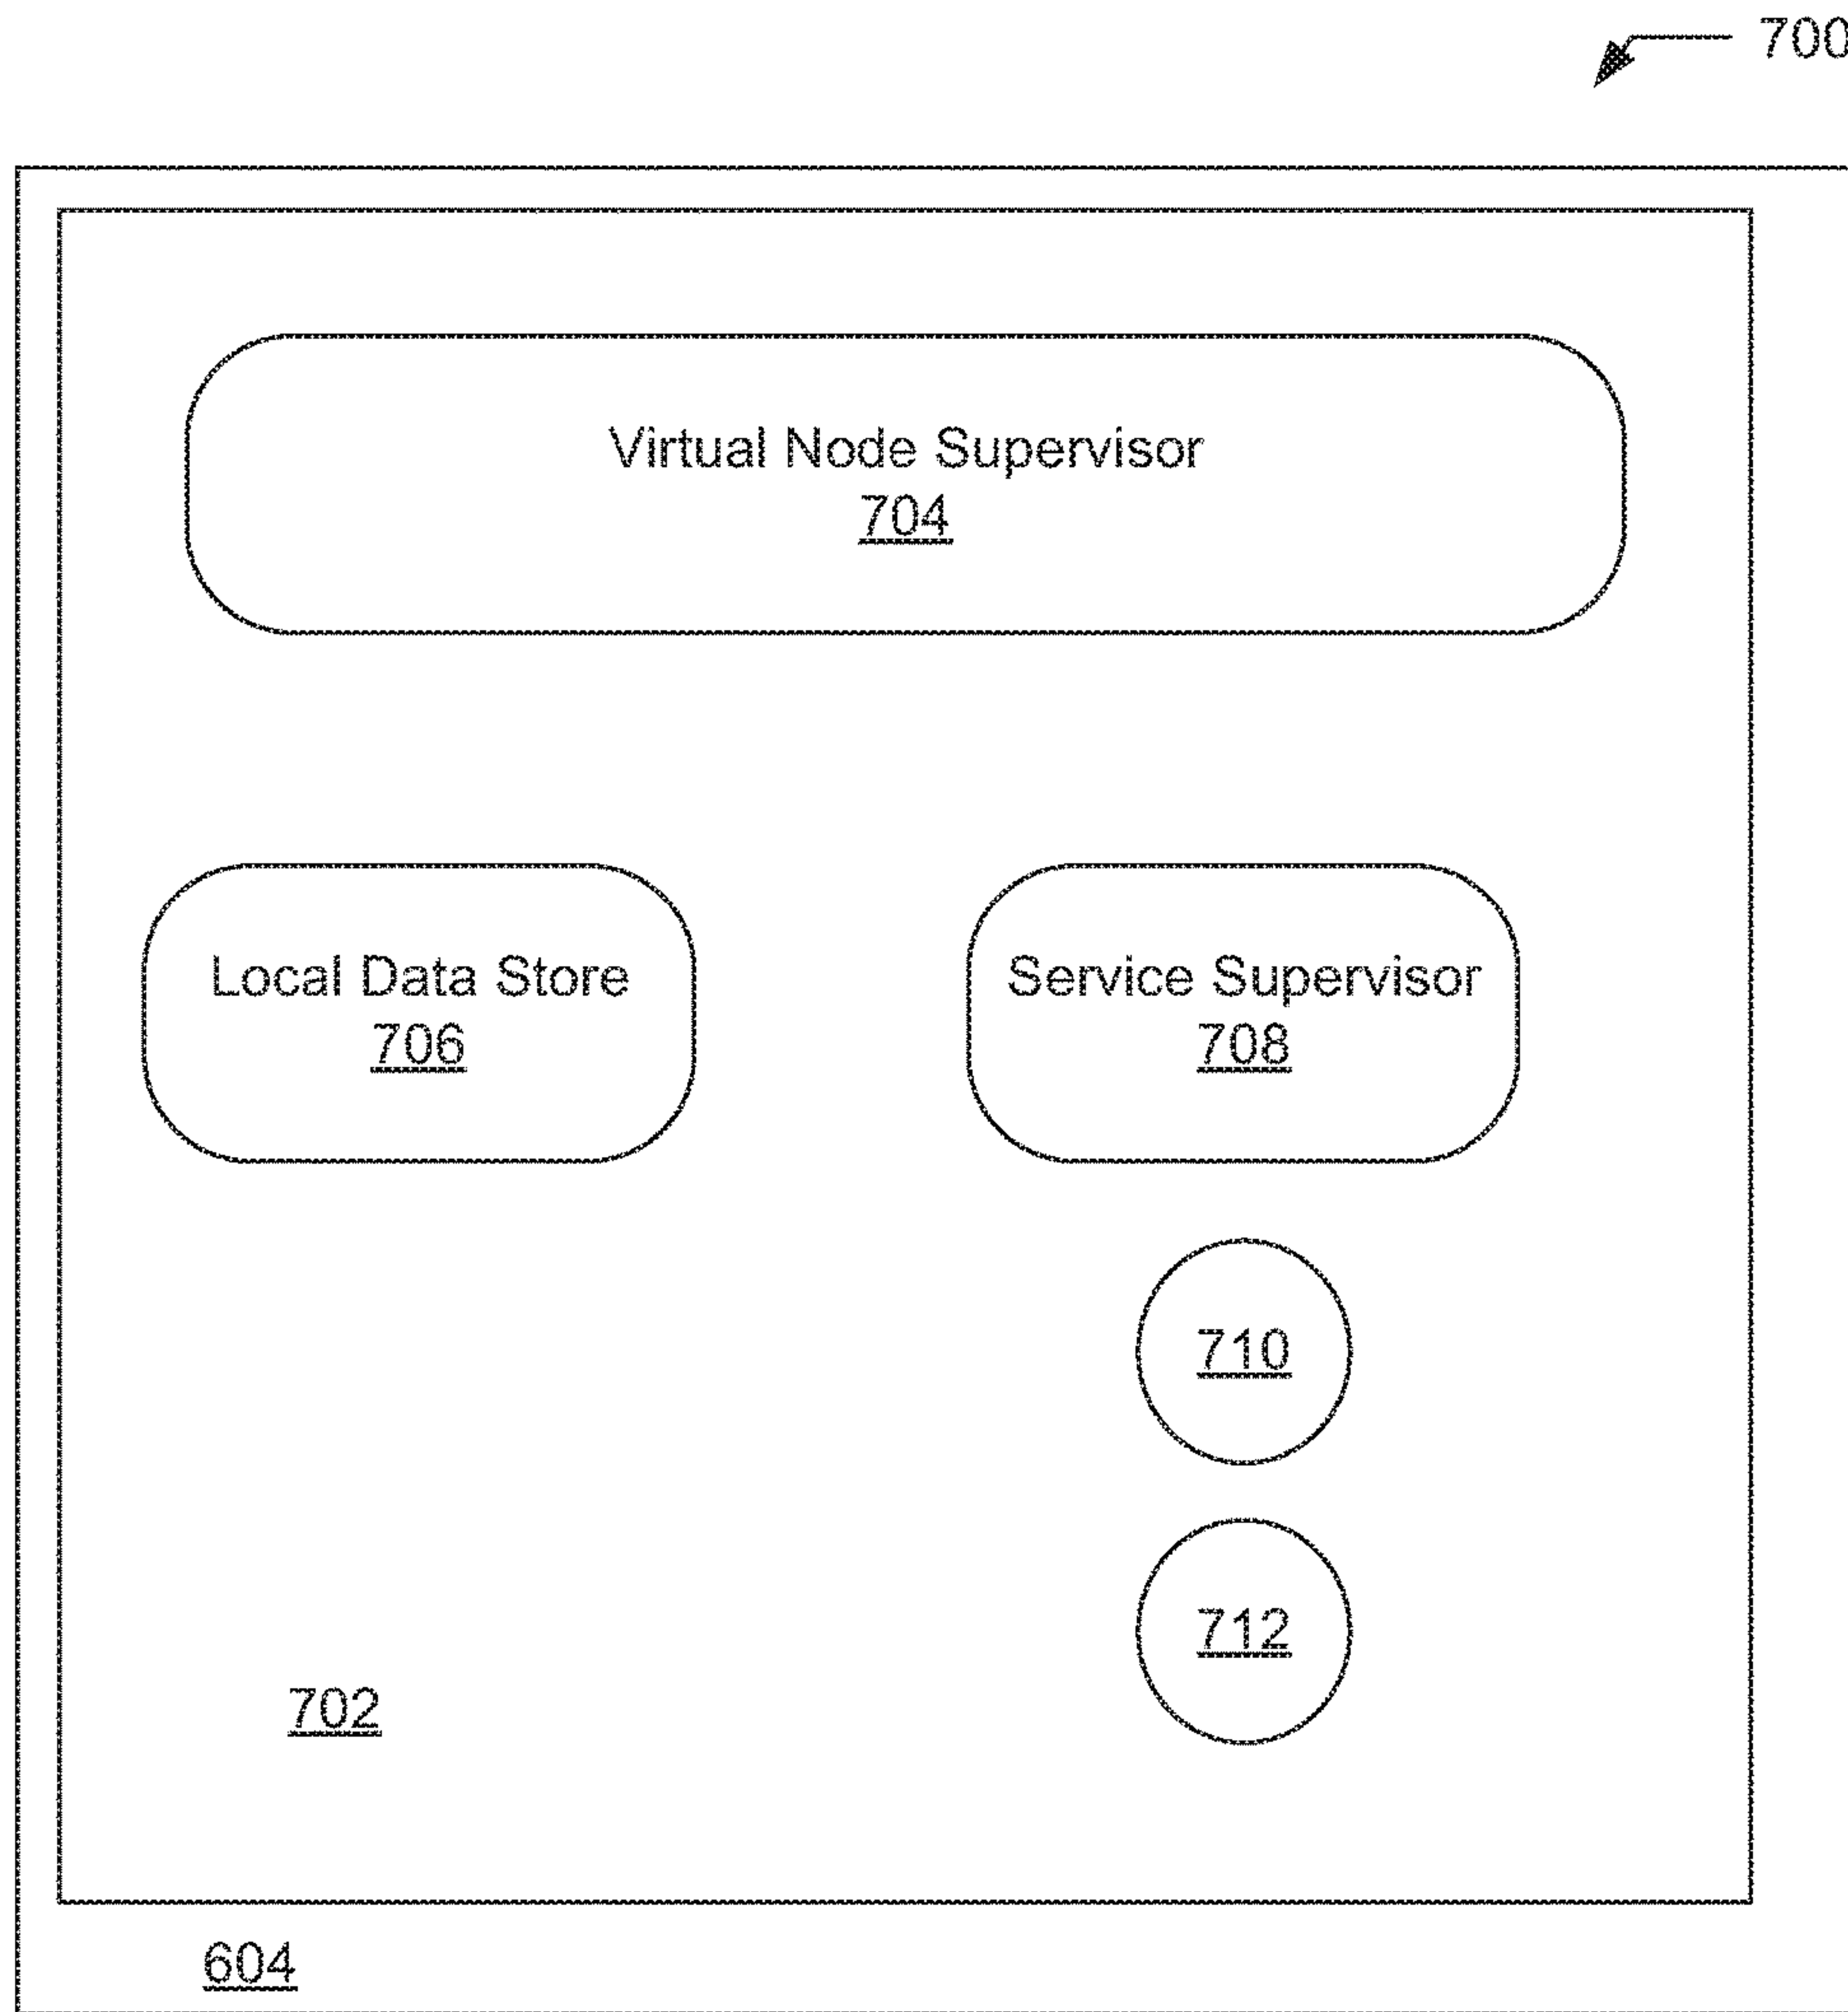 700
Virtual Node Supervisor
704
Local Data Store
706
Service Supervisor
708
710
712
702
604